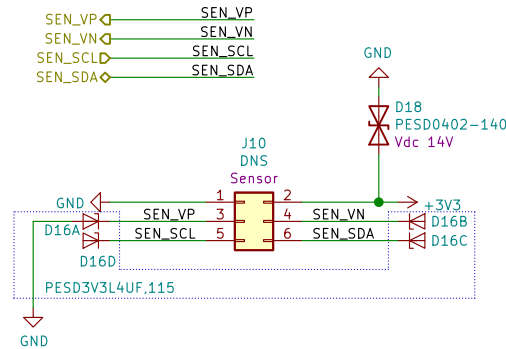 SEN_VP SEN_VP
SEN_VN SEN_VN
SEN_SCL SEN_SCL
SEN_SDA SEN_SDA
GND
D18
PESD0402-140
Vdc 14V
J10
DNS
Sensor
GND 1 2 +3V3
D16A SEN_VP 3 4 SEN_VN D16B
SEN_SCL 5 6 SEN_SDA D16C
D16D
PESD3V3L4UF,115
GND